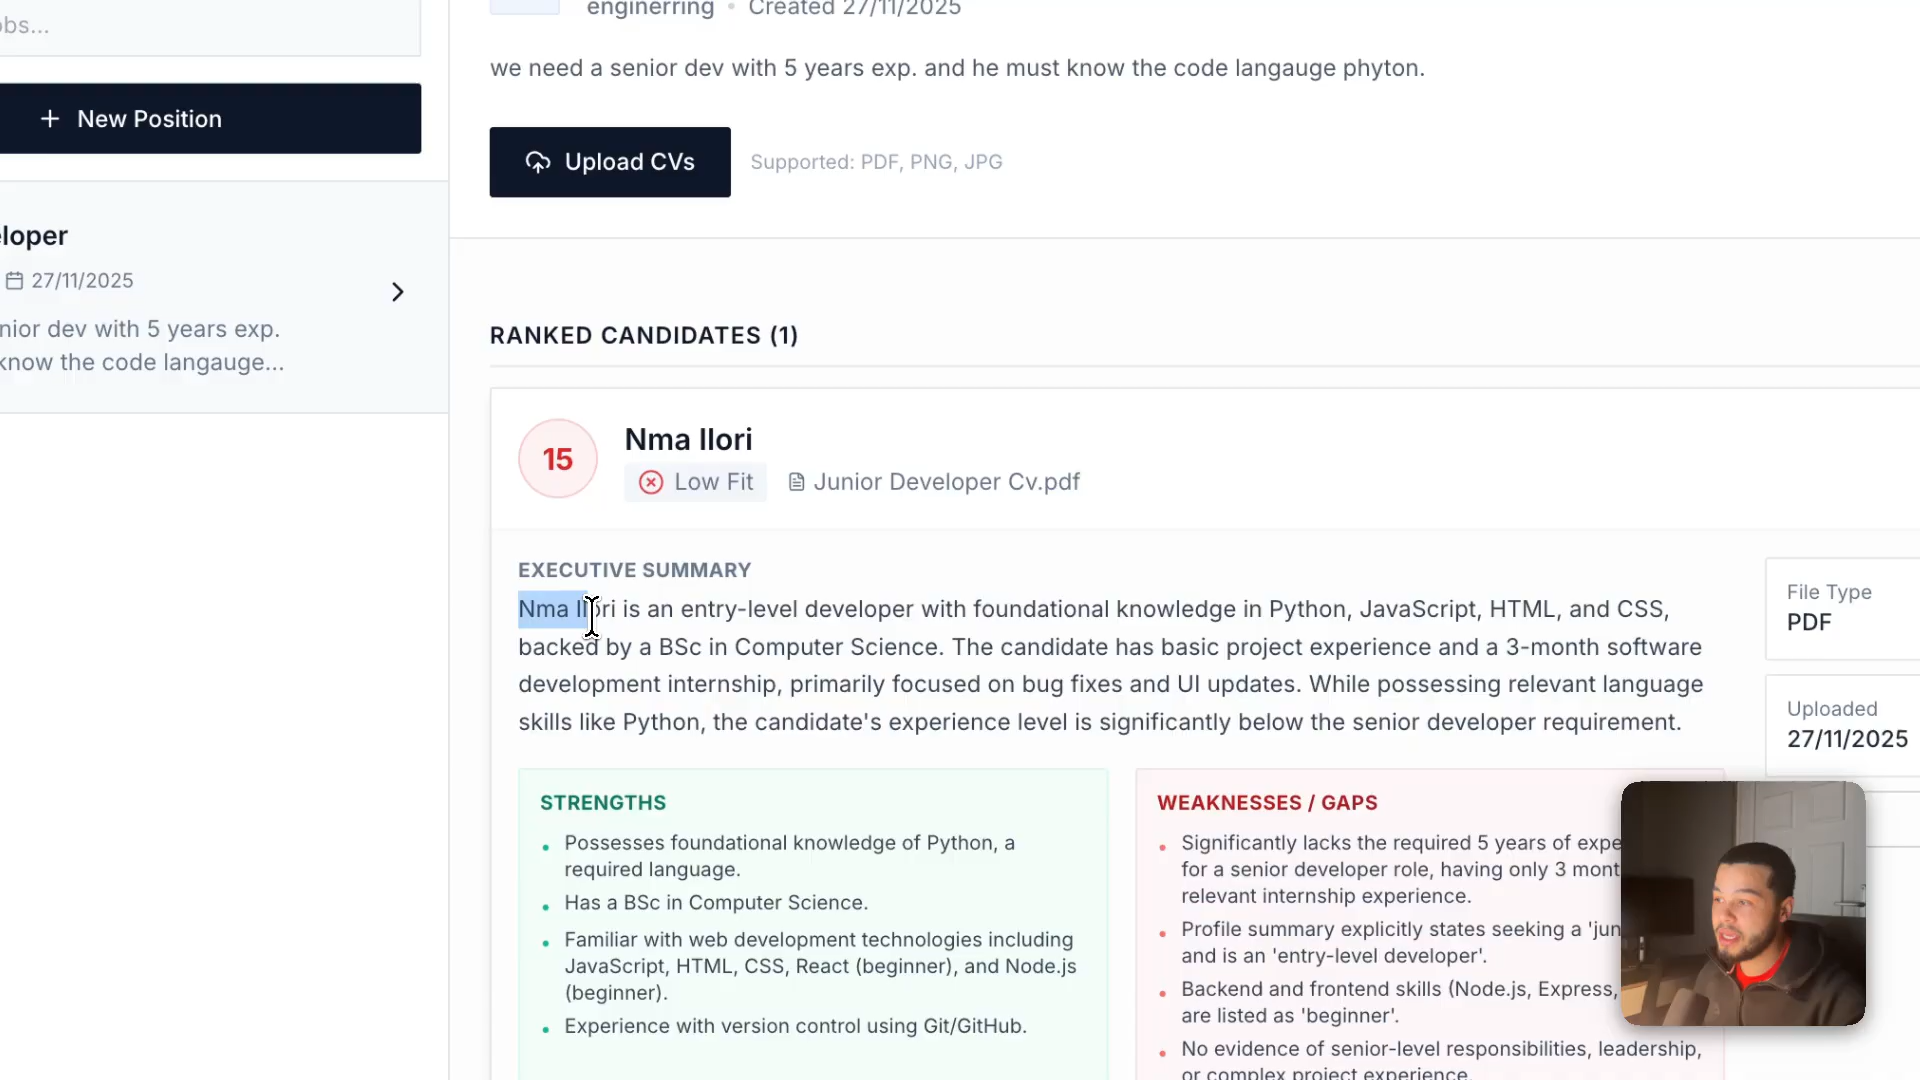 enginerring • Created 27/11/2025
obs...
we need a senior dev with 5 years exp. and he must know the code langauge phyton.
+ New Position
Upload CVs
Supported: PDF, PNG, JPG
eloper
27/11/2025
nior dev with 5 years exp.
know the code langauge...
RANKED CANDIDATES (1)
15
Nma Ilori
Low Fit
Junior Developer Cv.pdf
EXECUTIVE SUMMARY
Nma Ilori is an entry-level developer with foundational knowledge in Python, JavaScript, HTML, and CSS,
backed by a BSc in Computer Science. The candidate has basic project experience and a 3-month software
development internship, primarily focused on bug fixes and UI updates. While possessing relevant language
skills like Python, the candidate's experience level is significantly below the senior developer requirement.
File Type
PDF
Uploaded
27/11/2025
STRENGTHS
• Possesses foundational knowledge of Python, a
required language.
• Has a BSc in Computer Science.
• Familiar with web development technologies including
JavaScript, HTML, CSS, React (beginner), and Node.js
(beginner).
• Experience with version control using Git/GitHub.
WEAKNESSES / GAPS
• Significantly lacks the required 5 years of expe
for a senior developer role, having only 3 mont
relevant internship experience.
• Profile summary explicitly states seeking a 'jun
and is an 'entry-level developer'.
• Backend and frontend skills (Node.js, Express,
are listed as 'beginner'.
• No evidence of senior-level responsibilities, leadership,
or complex project experience.